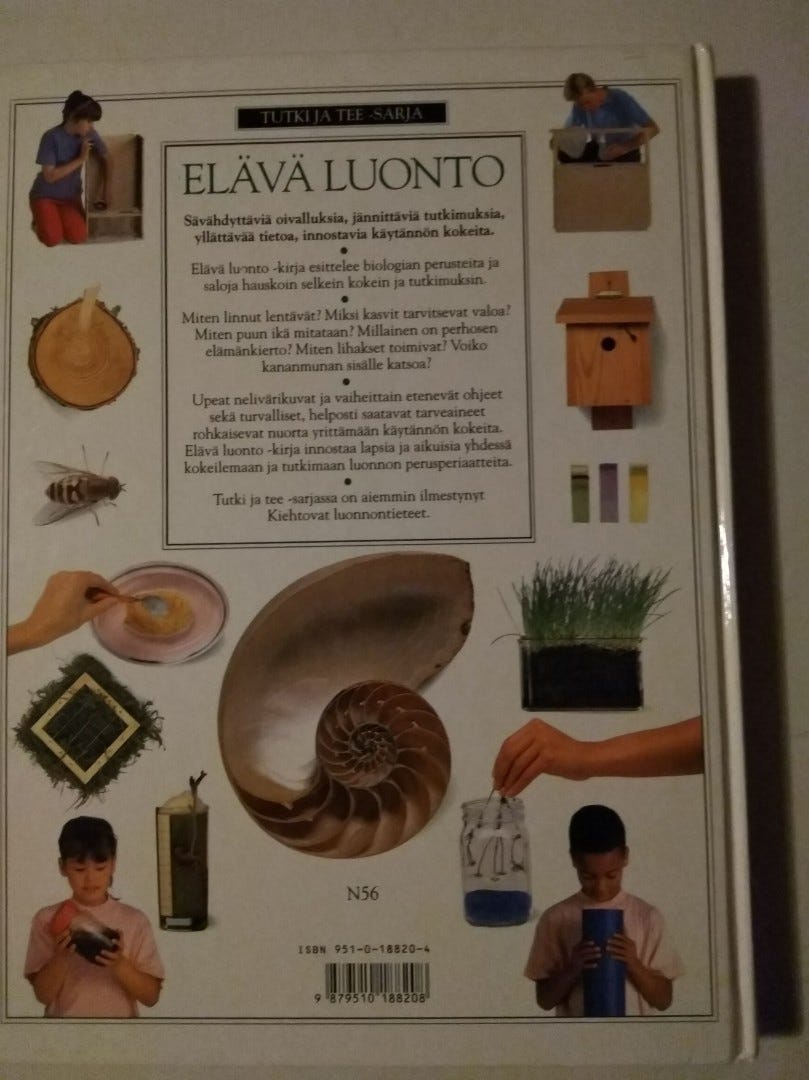 TUTKI JA TEE -SARJA
ELÄVÄ LUONTO
Sävähdyttäviä oivalluksia, jännittäviä tutkimuksia,
yllättävää tietoa, innostavia käytännön kokeita.
•
Elävä luonto -kirja esittelee biologian perusteita ja
saloja hauskoin selkein kokein ja tutkimuksin.
•
Miten linnut lentävät? Miksi kasvit tarvitsevat valoa?
Miten puun ikä mitataan? Millainen on perhosen
elämänkierto? Miten lihakset toimivat? Voiko
kananmunan sisälle katsoa?
•
Upeat nelivärikuvat ja vaiheittain etenevät ohjeet
sekä turvalliset, helposti saatavat tarveaineet
rohkaisevat nuorta yrittämään käytännön kokeita.
Elävä luonto -kirja innostaa lapsia ja aikuisia yhdessä
kokeilemaan ja tutkimaan luonnon perusperiaatteita.
•
Tutki ja tee -sarjassa on aiemmin ilmestynyt
Kiehtovat luonnontieteet.
N56
ISBN 951-0-18820-4
9 879510 188208